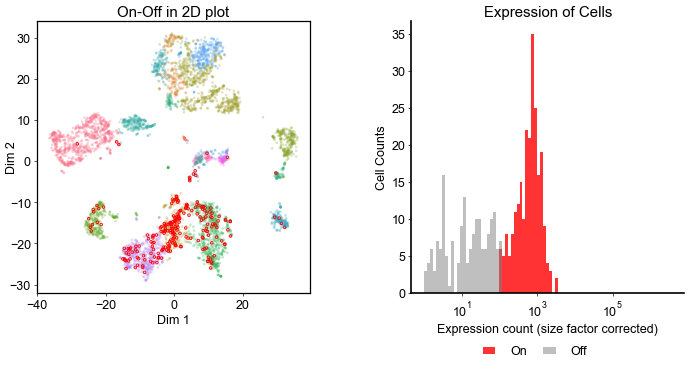 On-Off in 2D plot
Dim 2
30
20
10
0
−10
−20
−30
−40
−20
0
20
Dim 1
Expression of Cells
Cell Counts
35
30
25
20
15
10
5
0
10^1
10^3
10^5
Expression count (size factor corrected)
On
Off